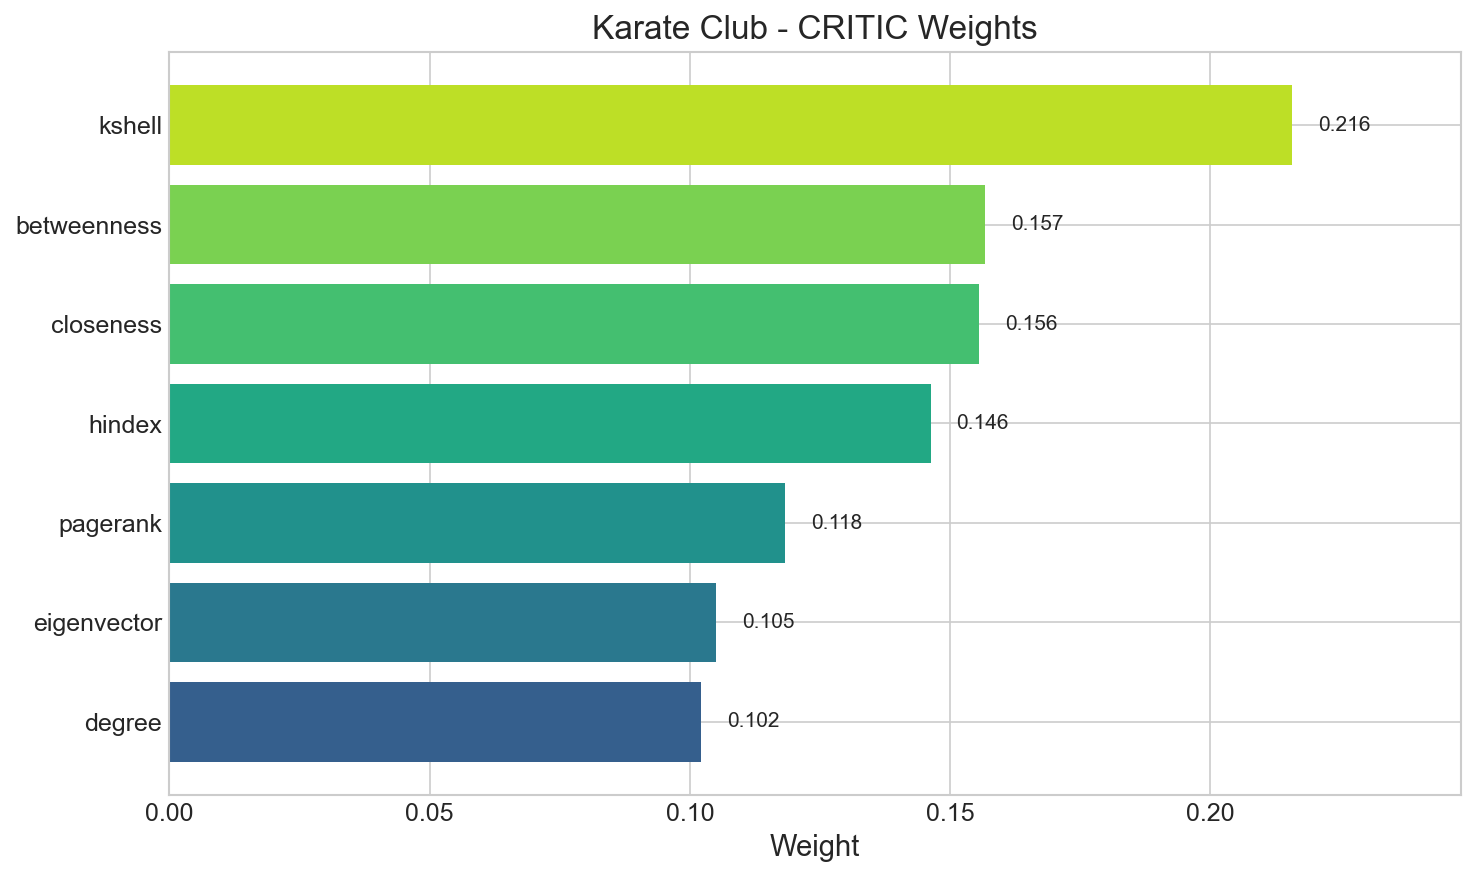 Karate Club - CRITIC Weights
kshell 0.216
betweenness 0.157
closeness 0.156
hindex 0.146
pagerank 0.118
eigenvector 0.105
degree 0.102
0.00 0.05 0.10 0.15 0.20
Weight